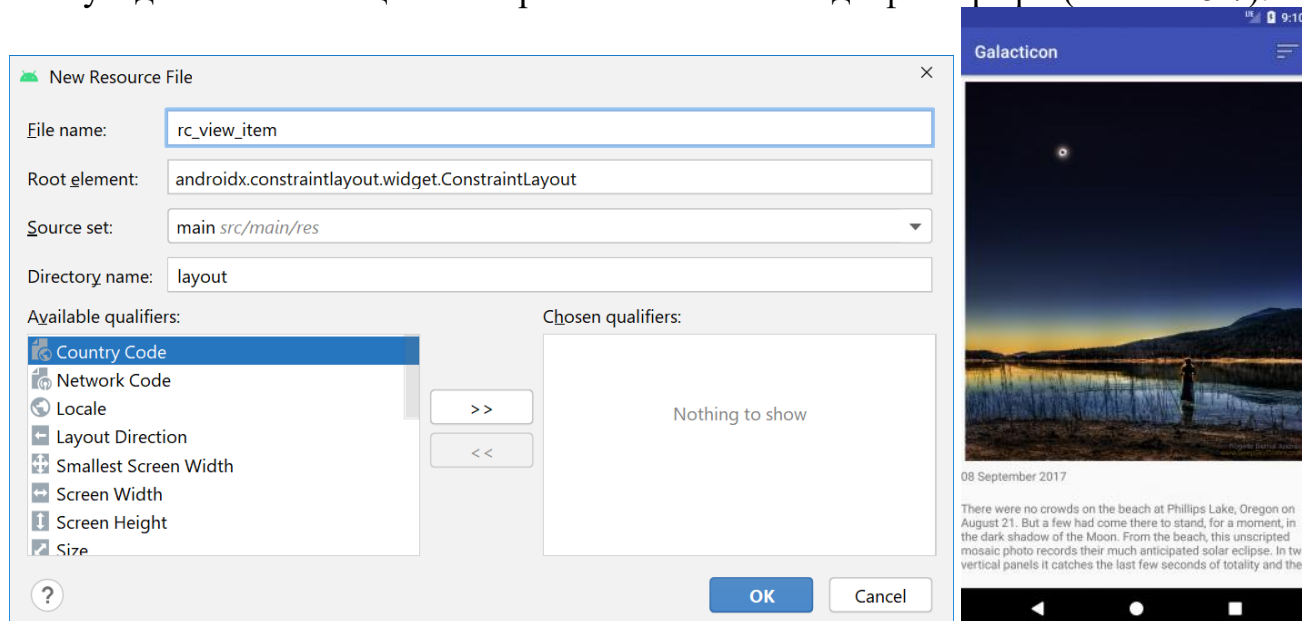 New Resource File
File name:
rc_view_item
Root element:
androidx.constraintlayout.widget.ConstraintLayout
Source set:
main src/main/res
Directory name:
layout
Available qualifiers:
Country Code
Network Code
Locale
Layout Direction
Smallest Screen Width
Screen Width
Screen Height
Size
>>
<<
Chosen qualifiers:
Nothing to show
?
OK
Cancel
9:10
Galacticon
08 September 2017
There were no crowds on the beach at Phillips Lake, Oregon on
August 21. But a few had come there to stand, for a moment, in
the dark shadow of the Moon. From the beach, this unscripted
mosaic photo records their much anticipated solar eclipse. In tw
vertical panels it catches the last few seconds of totality and the